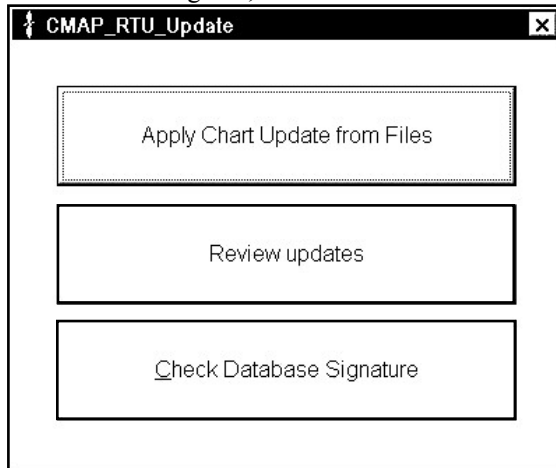 CMAP_RTU_Update
Apply Chart Update from Files
Review updates
Check Database Signature